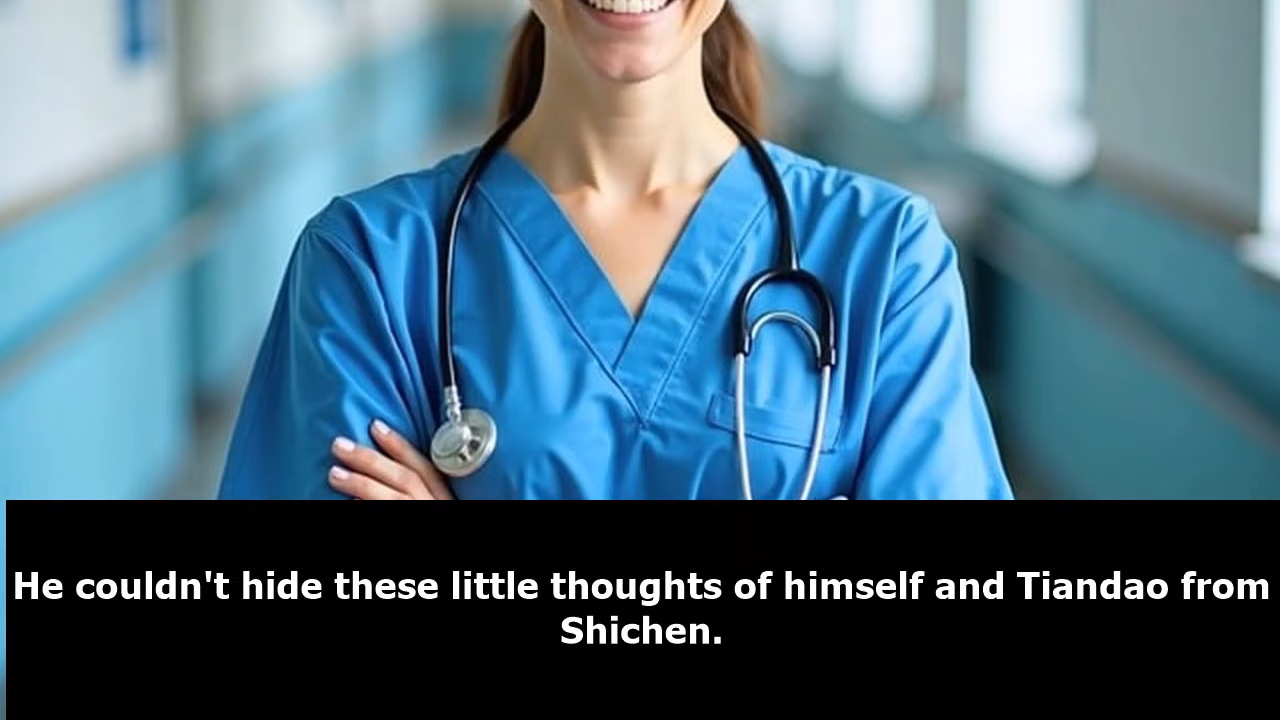 He couldn't hide these little thoughts of himself and Tiandao from
Shichen.